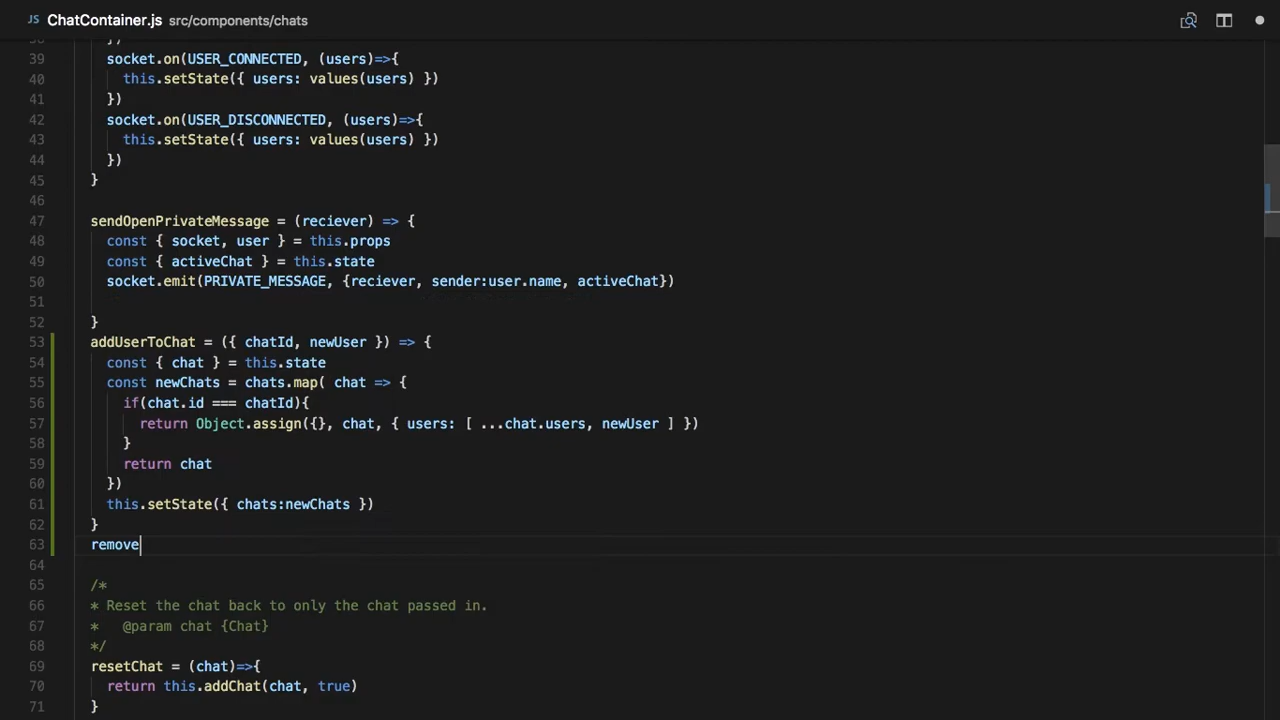 JS ChatContainer.js src/components/chats
38 })
39 socket.on(USER_CONNECTED, (users)=>{
40 this.setState({ users: values(users) })
41 })
42 socket.on(USER_DISCONNECTED, (users)=>{
43 this.setState({ users: values(users) })
44 })
45 }
46
47 sendOpenPrivateMessage = (reciever) => {
48 const { socket, user } = this.props
49 const { activeChat } = this.state
50 socket.emit(PRIVATE_MESSAGE, {reciever, sender:user.name, activeChat})
51
52 }
53 addUserToChat = ({ chatId, newUser }) => {
54 const { chat } = this.state
55 const newChats = chats.map( chat => {
56 if(chat.id === chatId){
57 return Object.assign({}, chat, { users: [ ...chat.users, newUser ] })
58 }
59 return chat
60 })
61 this.setState({ chats:newChats })
62 }
63 remove
64
65 /*
66 * Reset the chat back to only the chat passed in.
67 * @param chat {Chat}
68 */
69 resetChat = (chat)=>{
70 return this.addChat(chat, true)
71 }